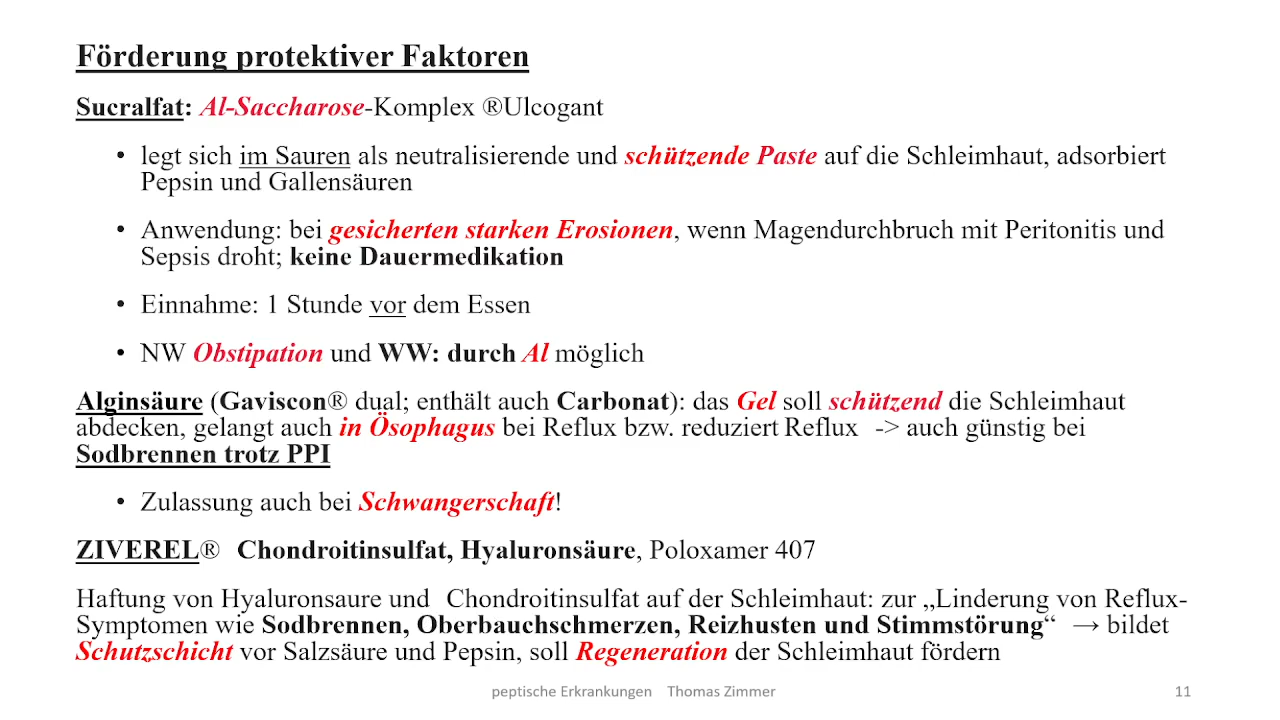 Förderung protektiver Faktoren
Sucralfat: Al-Saccharose-Komplex ®Ulcogant
• legt sich im Sauren als neutralisierende und schützende Paste auf die Schleimhaut, adsorbiert
Pepsin und Gallensäuren
• Anwendung: bei gesicherten starken Erosionen, wenn Magendurchbruch mit Peritonitis und
Sepsis droht; keine Dauermedikation
• Einnahme: 1 Stunde vor dem Essen
• NW Obstipation und WW: durch Al möglich
Alginsäure (Gaviscon® dual; enthält auch Carbonat): das Gel soll schützend die Schleimhaut
abdecken, gelangt auch in Ösophagus bei Reflux bzw. reduziert Reflux -> auch günstig bei
Sodbrennen trotz PPI
• Zulassung auch bei Schwangerschaft!
ZIVEREL® Chondroitinsulfat, Hyaluronsäure, Poloxamer 407
Haftung von Hyaluronsaure und Chondroitinsulfat auf der Schleimhaut: zur „Linderung von Reflux-
Symptomen wie Sodbrennen, Oberbauchschmerzen, Reizhusten und Stimmstörung“ → bildet
Schutzschicht vor Salzsäure und Pepsin, soll Regeneration der Schleimhaut fördern
peptische Erkrankungen Thomas Zimmer 11